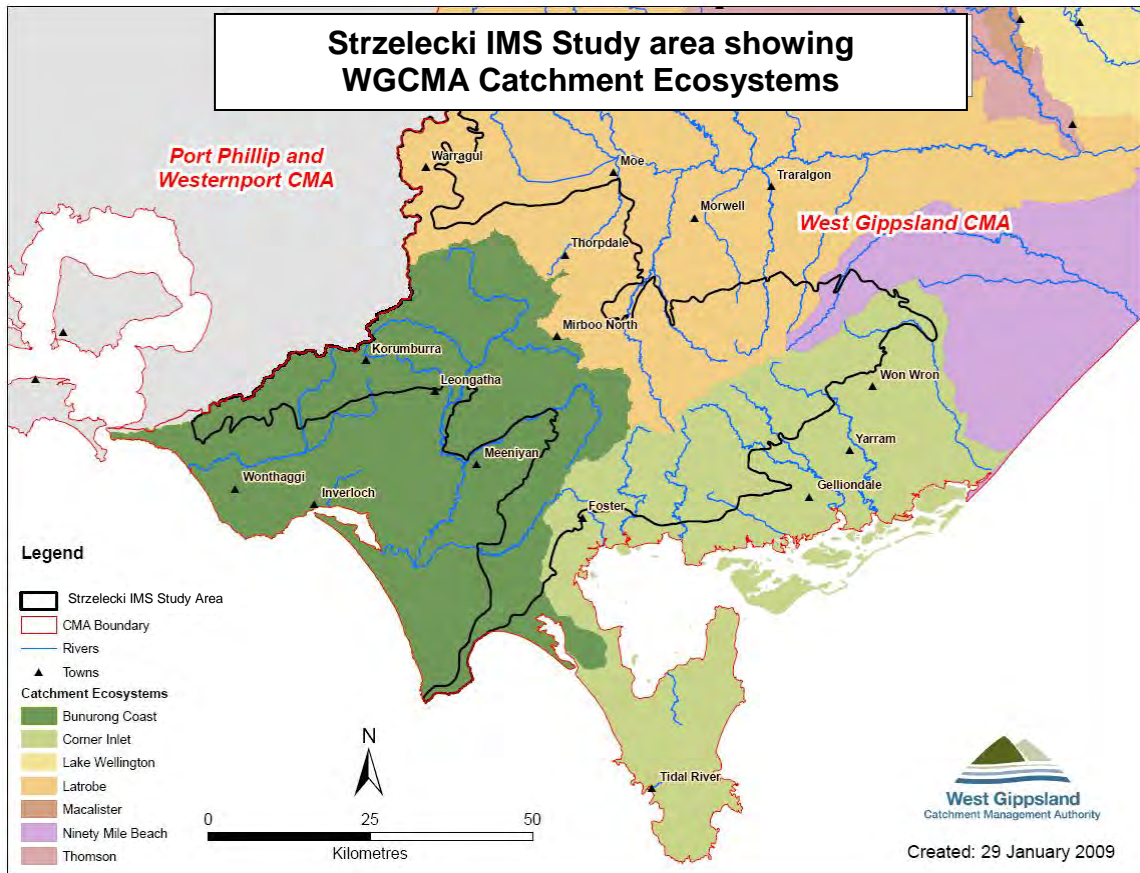 Strzelecki IMS Study area showing
WGCMA Catchment Ecosystems
Port Phillip and
Westernport CMA
Warragul
Moe
Traralgon
Morwell
West Gippsland CMA
Thorpdale
Mirboo North
Korumburra
Leongatha
Won Wron
Meeniyan
Yarram
Wonthaggi
Inverloch
Gelliondale
Foster
Tidal River
Legend
Strzelecki IMS Study Area
CMA Boundary
Rivers
Towns
Catchment Ecosystems
Bunurong Coast
Corner Inlet
Lake Wellington
Latrobe
Macalister
Ninety Mile Beach
Thomson
N
0 25 50
Kilometres
West Gippsland
Catchment Management Authority
Created: 29 January 2009